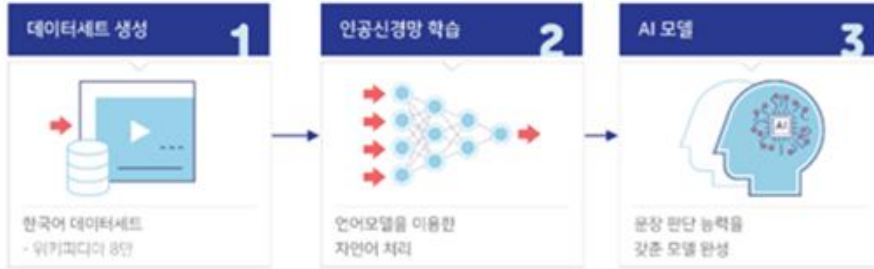 데이터세트 생성
1
인공신경망 학습
2
AI 모델
3
AI
한국어 데이터세트
- 위키피디아 8만
언어모델을 이용한
자연어 처리
문장 판단 능력을
갖춘 모델 완성